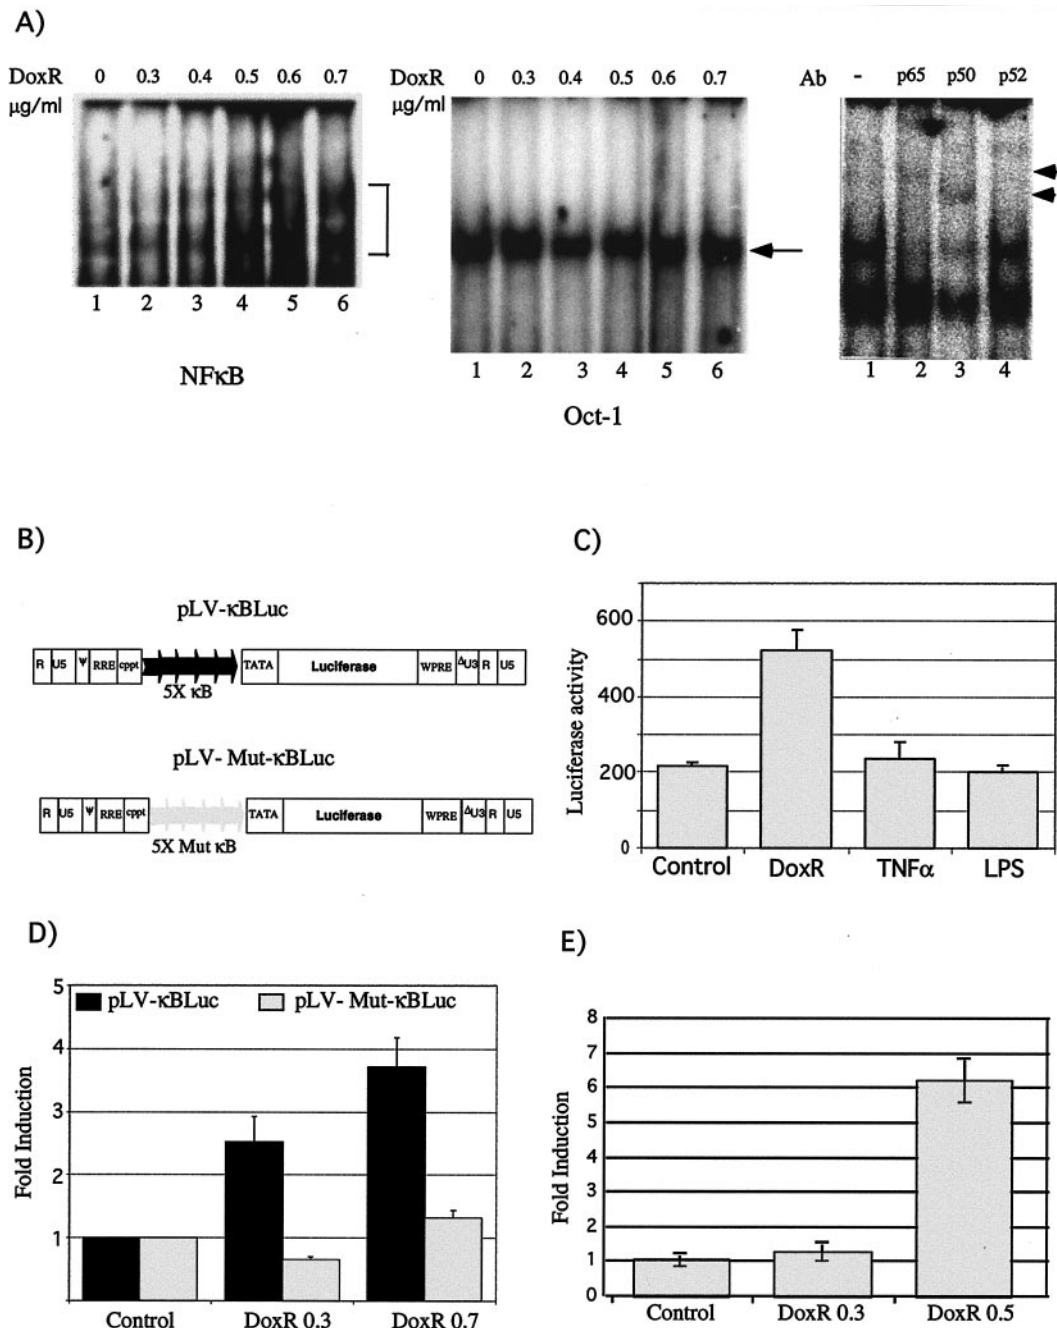 A)
DoxR 0 0.3 0.4 0.5 0.6 0.7
μg/ml
1 2 3 4 5 6
NFκB
DoxR 0 0.3 0.4 0.5 0.6 0.7
μg/ml
1 2 3 4 5 6
Oct-1
Ab - p65 p50 p52
1 2 3 4
B)
pLV-κBLuc
R U5 Ψ RRE cppt TATA Luciferase WPRE ΔU3 R U5
5X κB
pLV- Mut-κBLuc
R U5 Ψ RRE cppt TATA Luciferase WPRE ΔU3 R U5
5X Mut κB
C)
Luciferase activity
600
400
200
0
Control DoxR TNFα LPS
D)
Fold Induction
5
4
3
2
1
pLV-κBLuc pLV- Mut-κBLuc
Control DoxR 0.3 DoxR 0.7
E)
Fold Induction
8
7
6
5
4
3
2
1
0
Control DoxR 0.3 DoxR 0.5